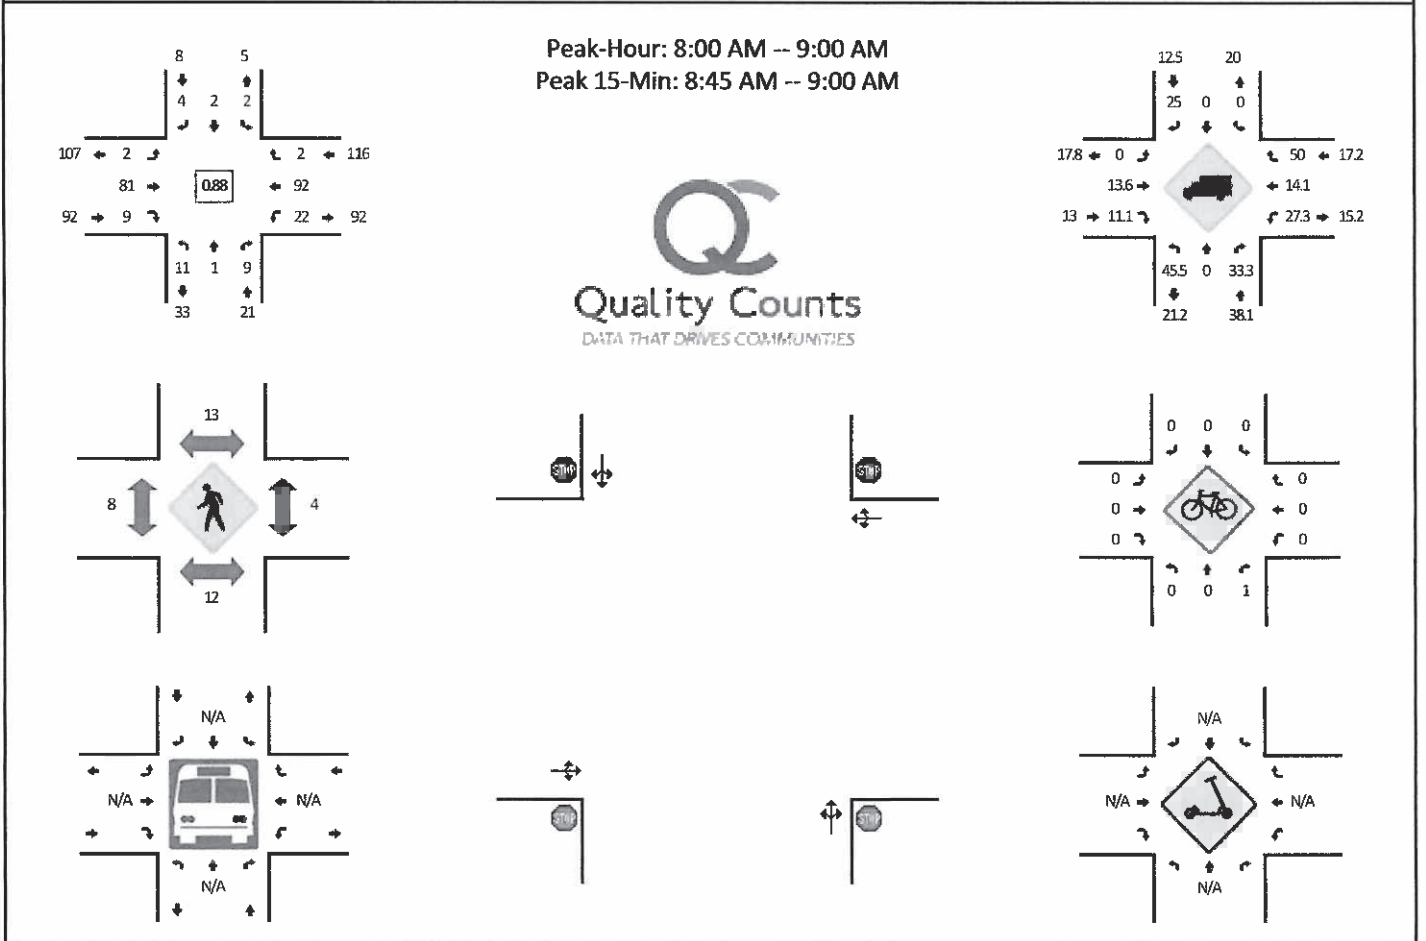 Peak-Hour: 8:00 AM -- 9:00 AM
Peak 15-Min: 8:45 AM -- 9:00 AM
8 5
4 2 2
107 2 2 116
81 0.88 92
92 9 22 92
11 1 9
33 21
QC
Quality Counts
DATA THAT DRIVES COMMUNITIES
12.5 20
25 0 0
17.8 0 50 17.2
13.6 14.1
13 11.1 27.3 15.2
45.5 0 33.3
21.2 38.1
13
8 4
12
STOP STOP
STOP STOP
0 0 0
0 0
0 0
0 0
0 0 1
N/A
N/A N/A
N/A
N/A
N/A N/A
N/A